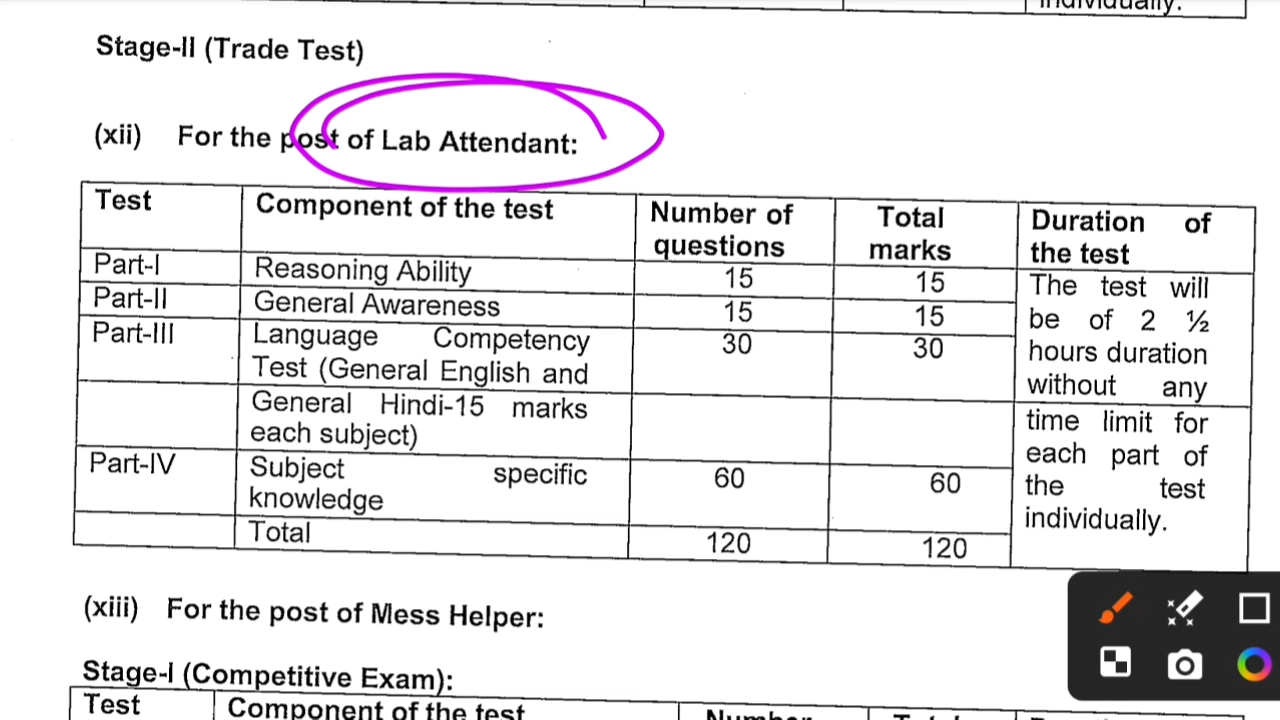 individually.
Stage-II (Trade Test)
(xii) For the post of Lab Attendant:
Test Component of the test Number of questions Total marks Duration of the test
Part-I Reasoning Ability 15 15 The test will
Part-II General Awareness 15 15 be of 2 ½
Part-III Language Competency 30 30 hours duration
Test (General English and without any
General Hindi-15 marks time limit for
each subject) each part of
Part-IV Subject specific 60 60 the test
knowledge individually.
Total 120 120
(xiii) For the post of Mess Helper:
Stage-I (Competitive Exam):
Test Component of the test Number